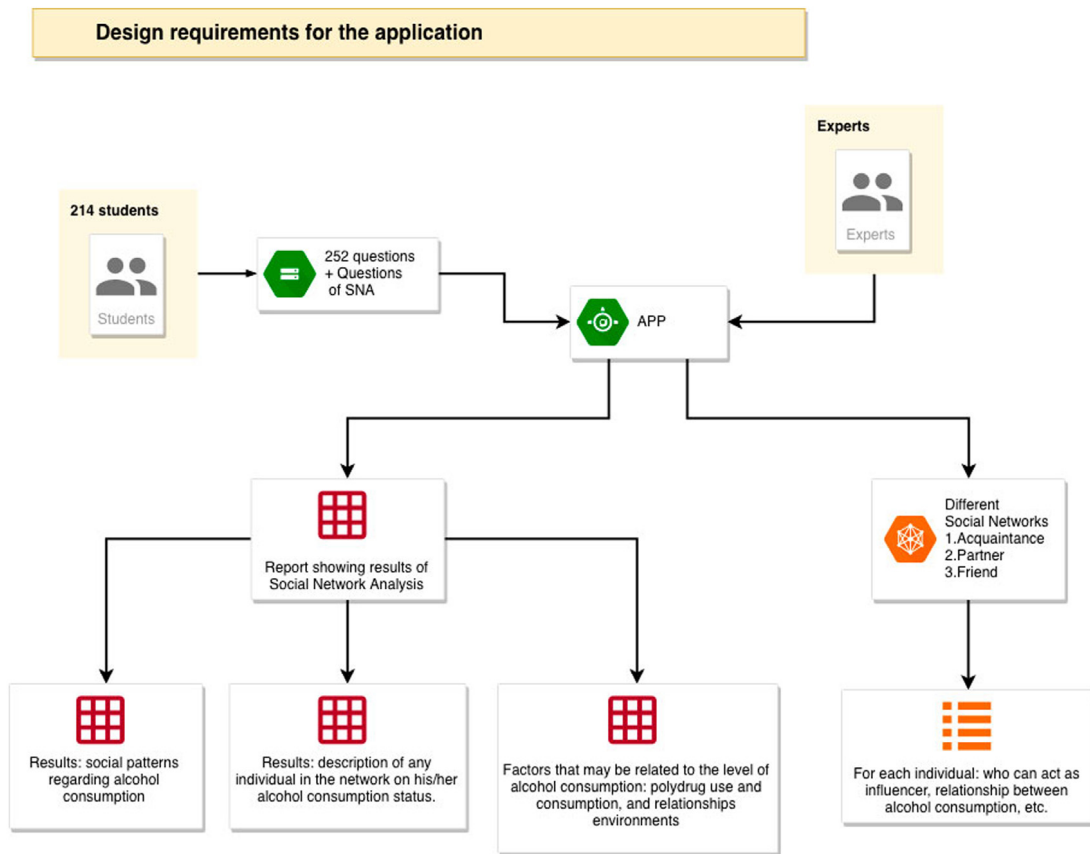 Design requirements for the application
Experts
Experts
214 students
Students
252 questions
+ Questions
of SNA
APP
Report showing results of
Social Network Analysis
Different
Social Networks
1.Acquaintance
2.Partner
3.Friend
Results: social patterns
regarding alcohol
consumption
Results: description of any
individual in the network on his/her
alcohol consumption status.
Factors that may be related to the level of
alcohol consumption: polydrug use and
consumption, and relationships
environments
For each individual: who can act as
influencer, relationship between
alcohol consumption, etc.